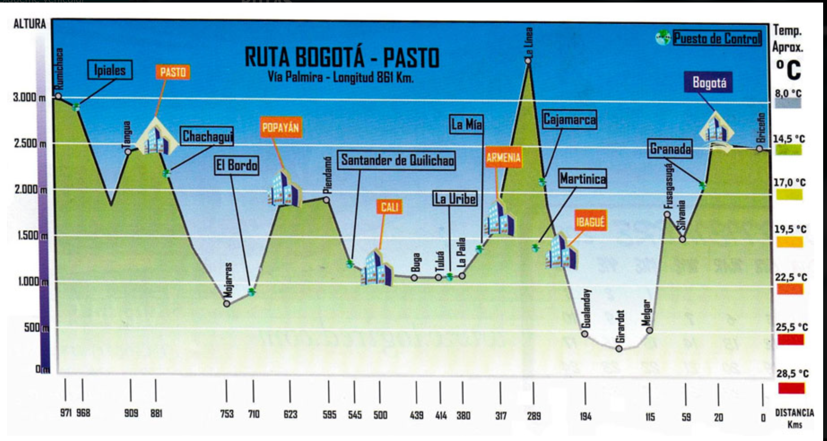 ALTURA
RUTA BOGOTÁ - PASTO
Vía Palmira - Longitud 861 Km.
Puesto de Control
Temp.
Aprox.
°C
Rumichaca
Ipiales
PASTO
Tangua
Chachagui
El Bordo
Mojarras
POPAYÁN
Piendamó
Santander de Quilichao
CALI
Buga
Tuluá
La Uribe
La Paila
La Mía
ARMENIA
La Línea
Cajamarca
Martinica
IBAGUÉ
Gualanday
Girardot
Melgar
Fusagasugá
Silvania
Granada
Bogotá
Briceño
3.000 m
2.500 m
2.000 m
1.500 m
1.000 m
500 m
0 m
8,0 °C
14,5 °C
17,0 °C
19,5 °C
22,5 °C
25,5 °C
28,5 °C
971 968 909 881 753 710 623 595 545 500 439 414 380 317 289 194 115 59 20 0
DISTANCIA
Kms